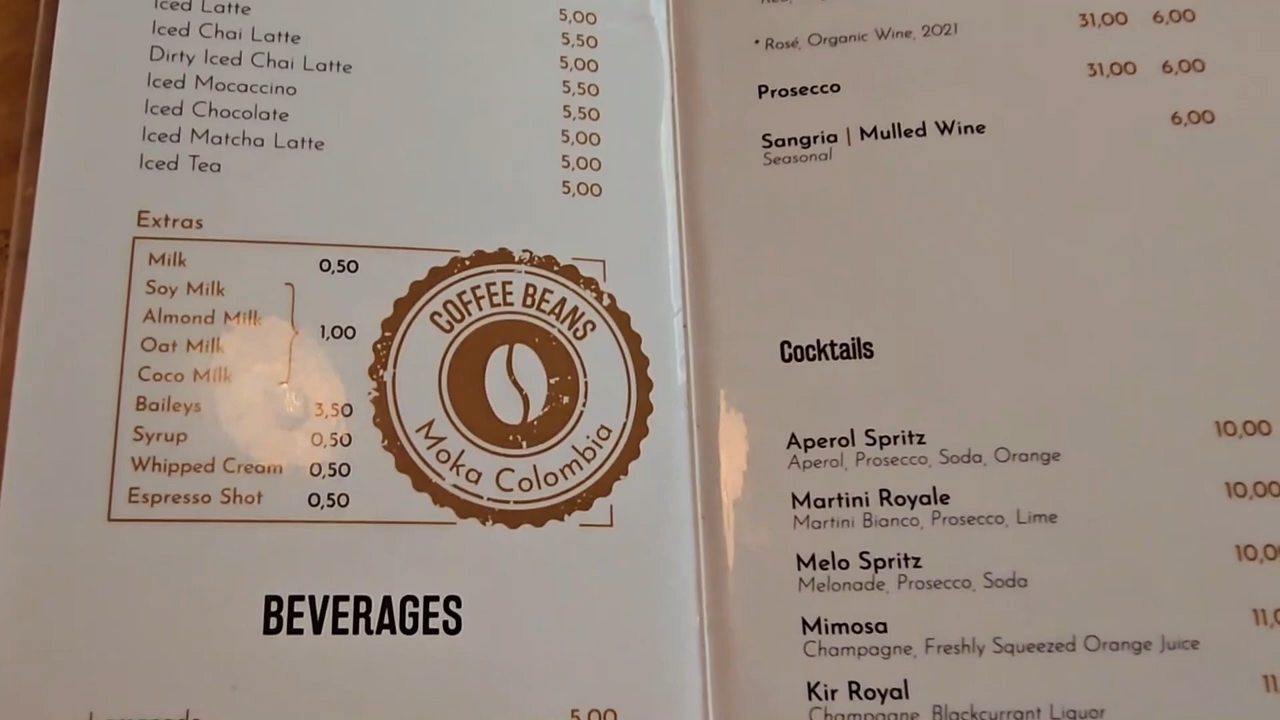 Iced Latte 5,00
Iced Chai Latte 5,50
Dirty Iced Chai Latte 5,00
Iced Mocaccino 5,50
Iced Chocolate 5,50
Iced Matcha Latte 5,00
Iced Tea 5,00
5,00
Extras
Milk 0,50
Soy Milk
Almond Milk 1,00
Oat Milk
Coco Milk
Baileys 3,50
Syrup 0,50
Whipped Cream 0,50
Espresso Shot 0,50
COFFEE BEANS
Moka Colombia
BEVERAGES
5,00
* Rosé, Organic Wine, 2021 31,00 6,00
Prosecco 31,00 6,00
Sangria | Mulled Wine 6,00
Seasonal
Cocktails
Aperol Spritz 10,00
Aperol, Prosecco, Soda, Orange
Martini Royale 10,00
Martini Bianco, Prosecco, Lime
Melo Spritz 10,0
Melonade, Prosecco, Soda
Mimosa 11,0
Champagne, Freshly Squeezed Orange Juice
Kir Royal 11
Champagne, Blackcurrant Liquor